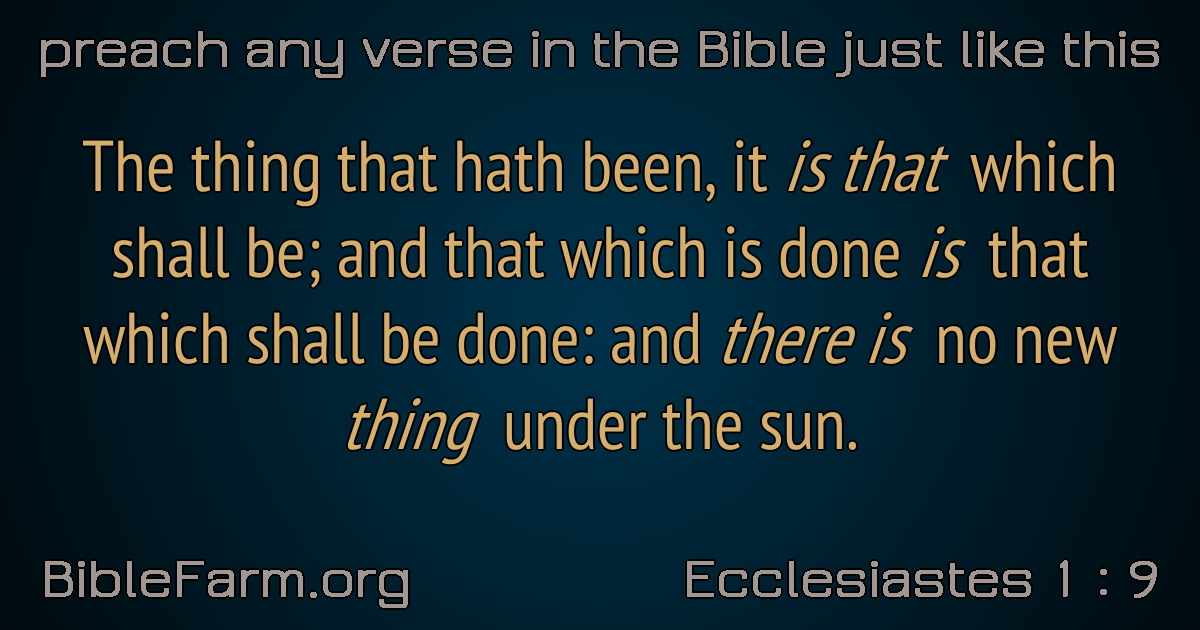 preach any verse in the Bible just like this
The thing that hath been, it is that which
shall be; and that which is done is that
which shall be done: and there is no new
thing under the sun.
BibleFarm.org
Ecclesiastes 1 : 9